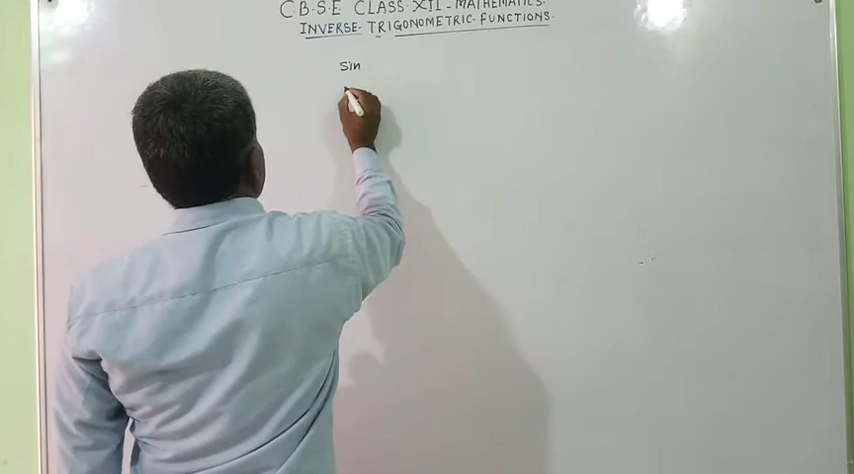 C B·S·E CLASS·XII - MATHEMATICS·
INVERSE· TRIGONOMETRIC· FUNCTIONS·
Sin